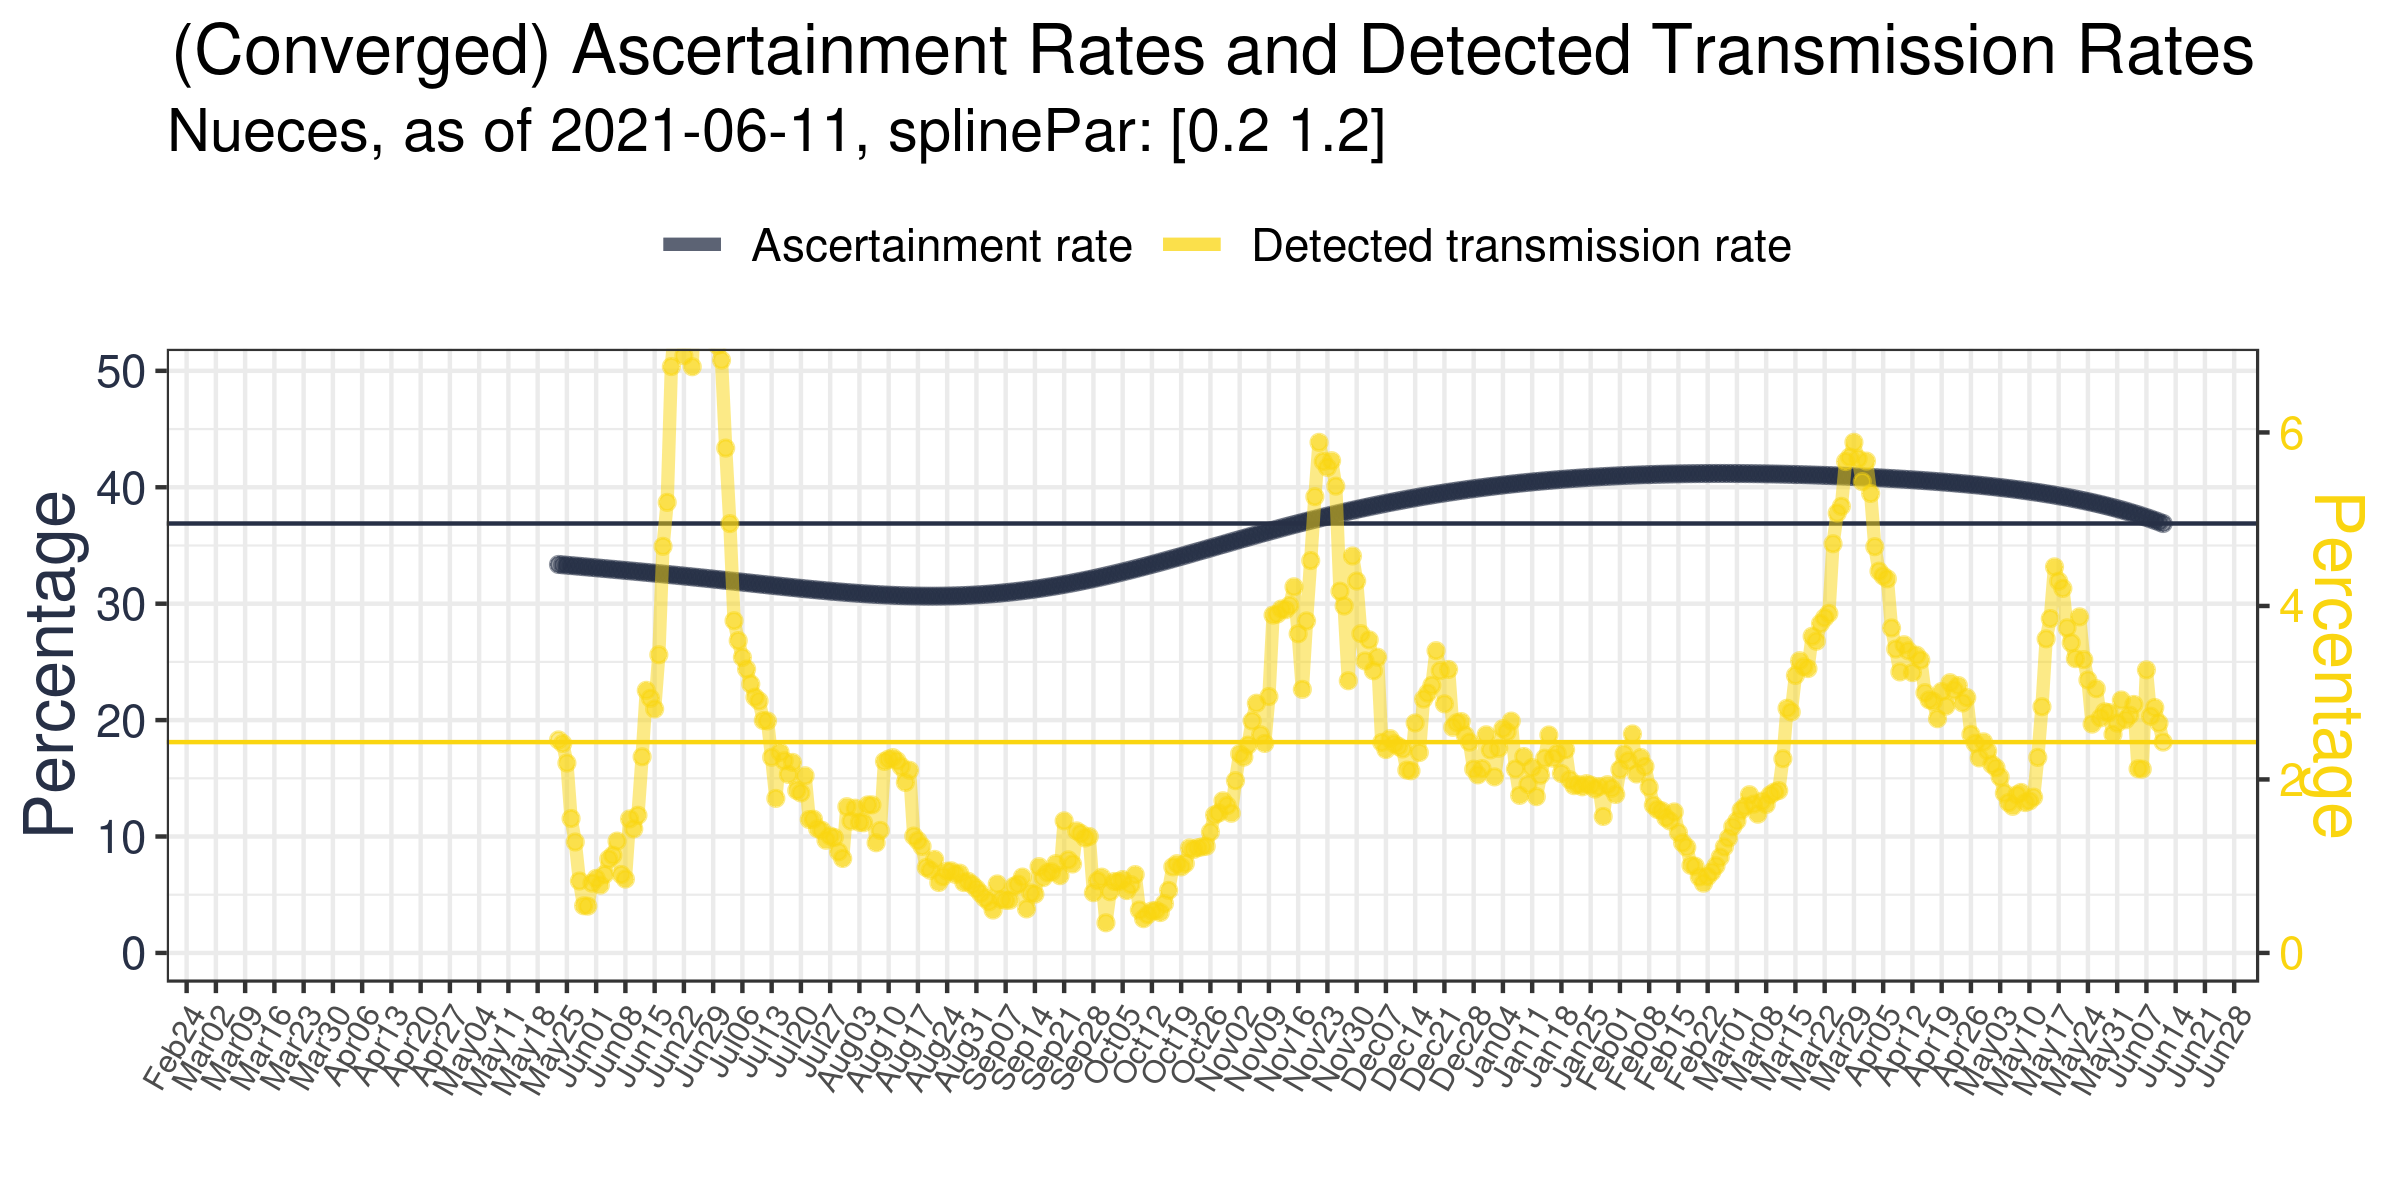 (Converged) Ascertainment Rates and Detected Transmission Rates
Nueces, as of 2021-06-11, splinePar: [0.2 1.2]
Ascertainment rate Detected transmission rate
Percentage
50
40
30
20
10
0
6
4
2
0
Percentage
Feb24 Mar02 Mar09 Mar16 Mar23 Mar30 Apr06 Apr13 Apr20 Apr27 May04 May11 May18 May25 Jun01 Jun08 Jun15 Jun22 Jun29 Jul06 Jul13 Jul20 Jul27 Aug03 Aug10 Aug17 Aug24 Aug31 Sep07 Sep14 Sep21 Sep28 Oct05 Oct12 Oct19 Oct26 Nov02 Nov09 Nov16 Nov23 Nov30 Dec07 Dec14 Dec21 Dec28 Jan04 Jan11 Jan18 Jan25 Feb01 Feb08 Feb15 Feb22 Mar01 Mar08 Mar15 Mar22 Mar29 Apr05 Apr12 Apr19 Apr26 May03 May10 May17 May24 May31 Jun07 Jun14 Jun21 Jun28